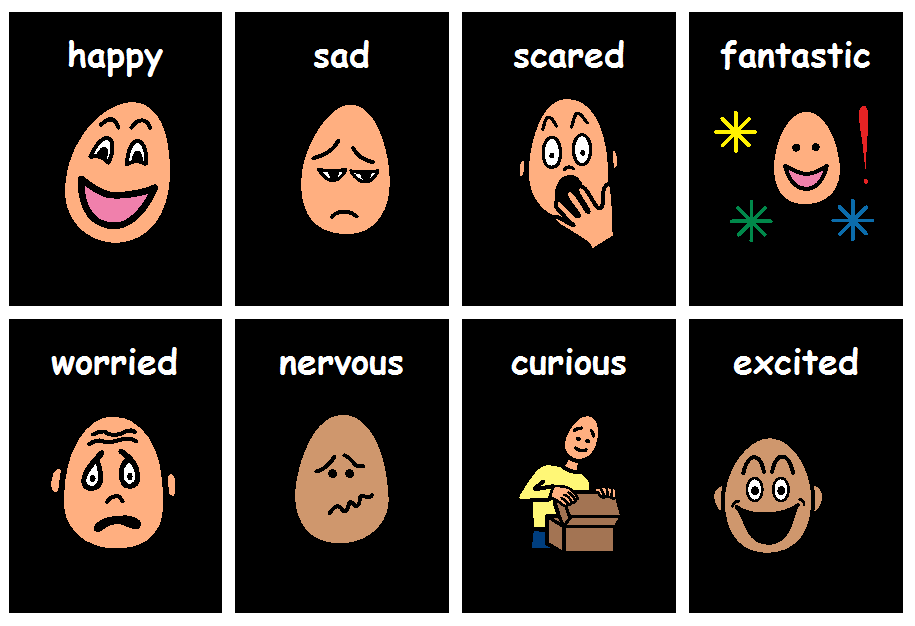 happy
sad
scared
fantastic
worried
nervous
curious
excited